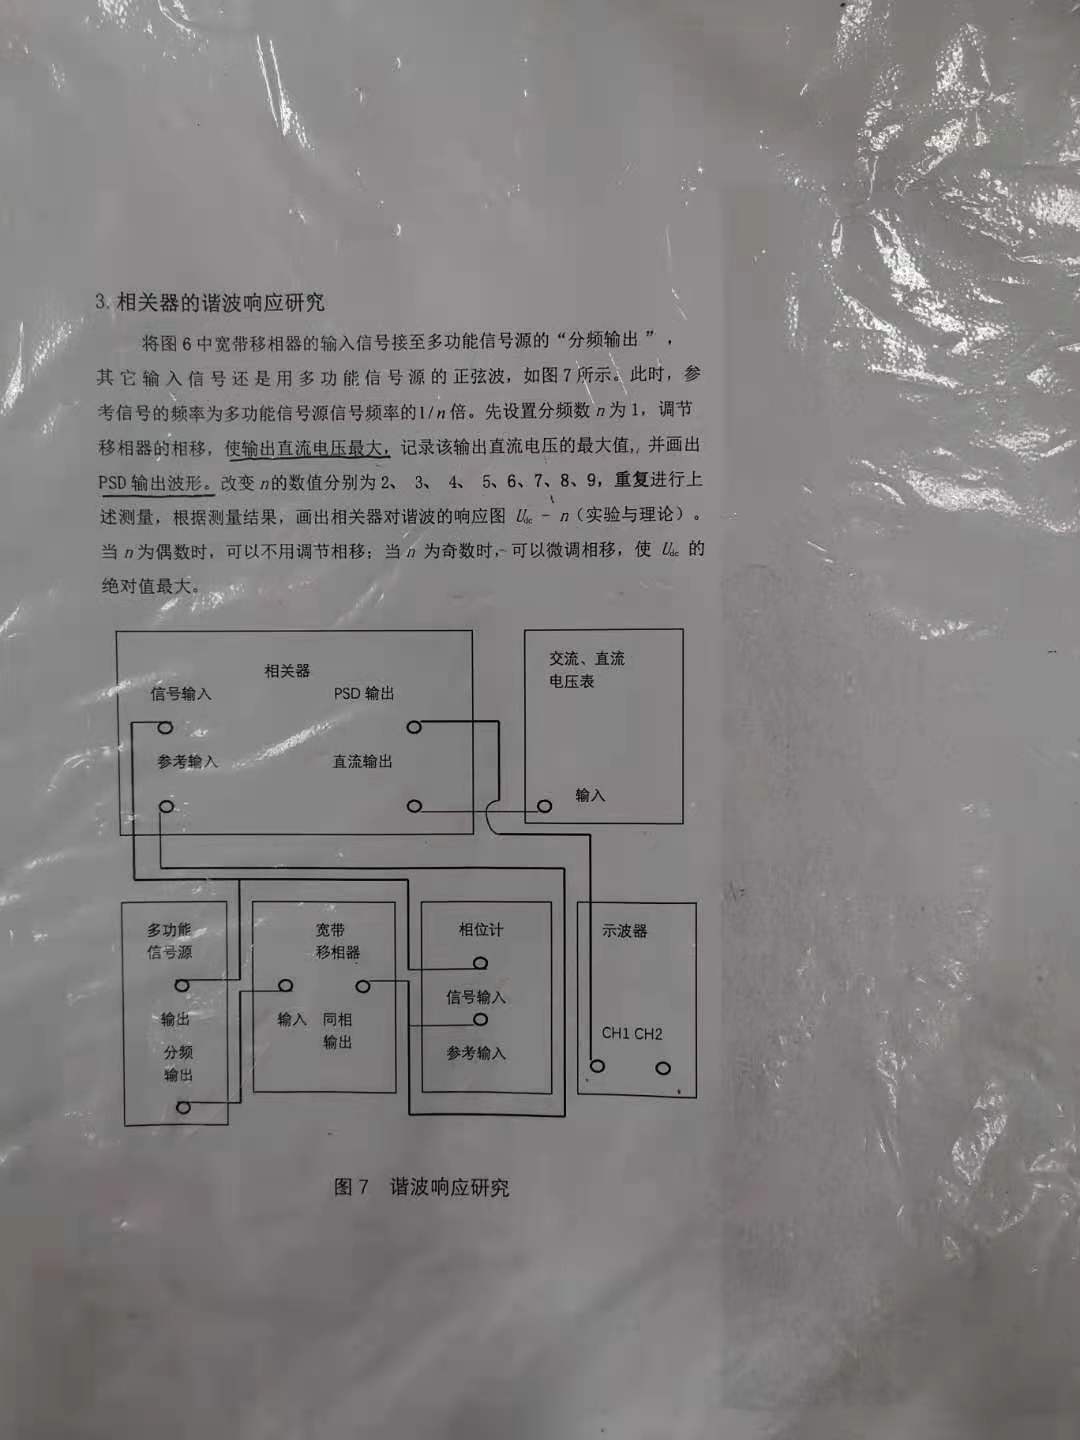 3. 相关器的谐波响应研究
将图 6 中宽带移相器的输入信号接至多功能信号源的“分频输出 ”，
其它输入信号还是用多功能信号源的正弦波，如图 7 所示。此时，参
考信号的频率为多功能信号源信号频率的1/n 倍。先设置分频数 n 为 1，调节
移相器的相移，使输出直流电压最大，记录该输出直流电压的最大值，并画出
PSD 输出波形。改变 n的数值分别为 2、 3、 4、 5、6、7、8、9，重复进行上
述测量，根据测量结果，画出相关器对谐波的响应图 Udc - n（实验与理论）。
当 n 为偶数时，可以不用调节相移；当 n 为奇数时，可以微调相移，使 Udc 的
绝对值最大。
相关器
信号输入 PSD 输出
参考输入 直流输出
交流、直流
电压表
输入
多功能
信号源
输出
分频
输出
宽带
移相器
输入 同相
输出
相位计
信号输入
参考输入
示波器
CH1 CH2
图 7 谐波响应研究